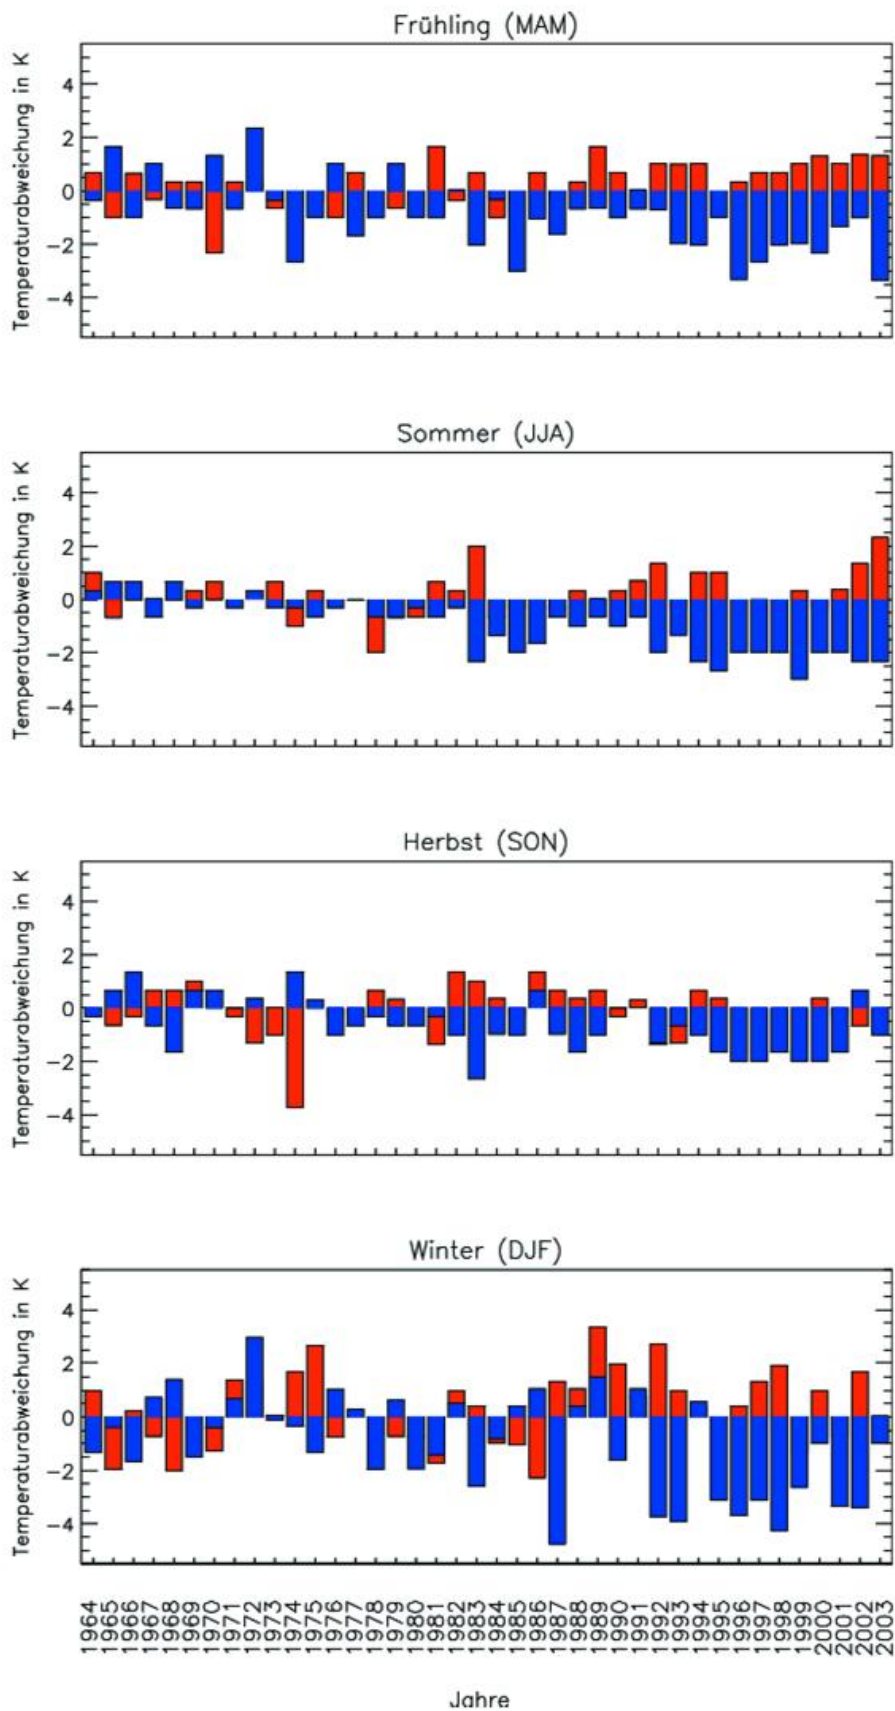 Frühling (MAM)
Temperaturabweichung in K
4
2
0
−2
−4
Sommer (JJA)
Temperaturabweichung in K
4
2
0
−2
−4
Herbst (SON)
Temperaturabweichung in K
4
2
0
−2
−4
Winter (DJF)
Temperaturabweichung in K
4
2
0
−2
−4
1964 1965 1966 1967 1968 1969 1970 1971 1972 1973 1974 1975 1976 1977 1978 1979 1980 1981 1982 1983 1984 1985 1986 1987 1988 1989 1990 1991 1992 1993 1994 1995 1996 1997 1998 1999 2000 2001 2002 2003
Jahre